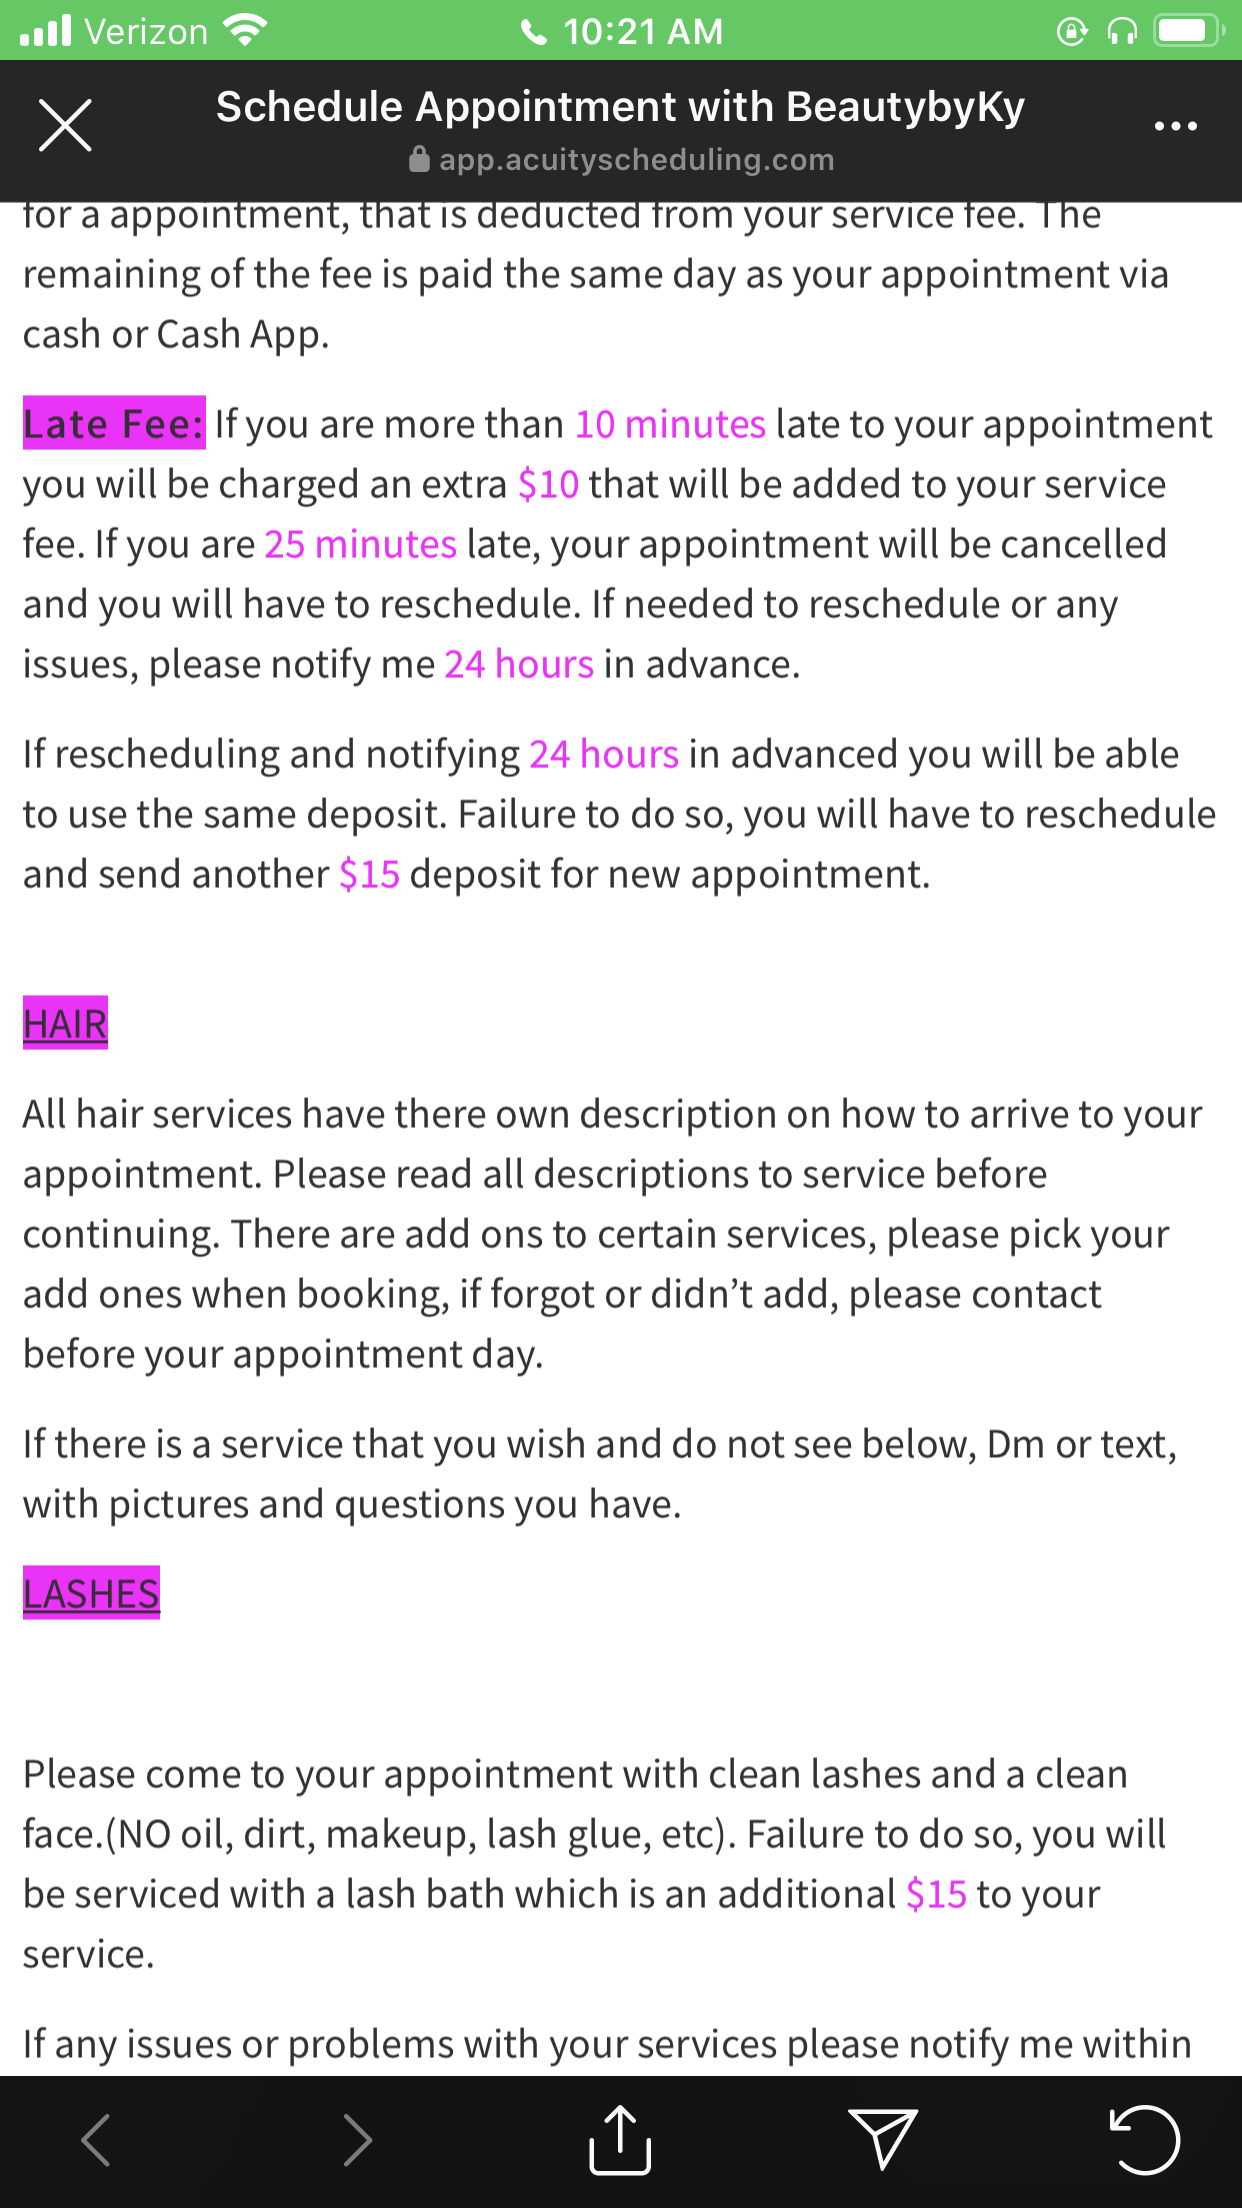 Verizon 10:21 AM
Schedule Appointment with BeautybyKy
app.acuityscheduling.com
for a appointment, that is deducted from your service fee. The
remaining of the fee is paid the same day as your appointment via
cash or Cash App.
Late Fee: If you are more than 10 minutes late to your appointment
you will be charged an extra $10 that will be added to your service
fee. If you are 25 minutes late, your appointment will be cancelled
and you will have to reschedule. If needed to reschedule or any
issues, please notify me 24 hours in advance.
If rescheduling and notifying 24 hours in advanced you will be able
to use the same deposit. Failure to do so, you will have to reschedule
and send another $15 deposit for new appointment.
HAIR
All hair services have there own description on how to arrive to your
appointment. Please read all descriptions to service before
continuing. There are add ons to certain services, please pick your
add ones when booking, if forgot or didn’t add, please contact
before your appointment day.
If there is a service that you wish and do not see below, Dm or text,
with pictures and questions you have.
LASHES
Please come to your appointment with clean lashes and a clean
face.(NO oil, dirt, makeup, lash glue, etc). Failure to do so, you will
be serviced with a lash bath which is an additional $15 to your
service.
If any issues or problems with your services please notify me within